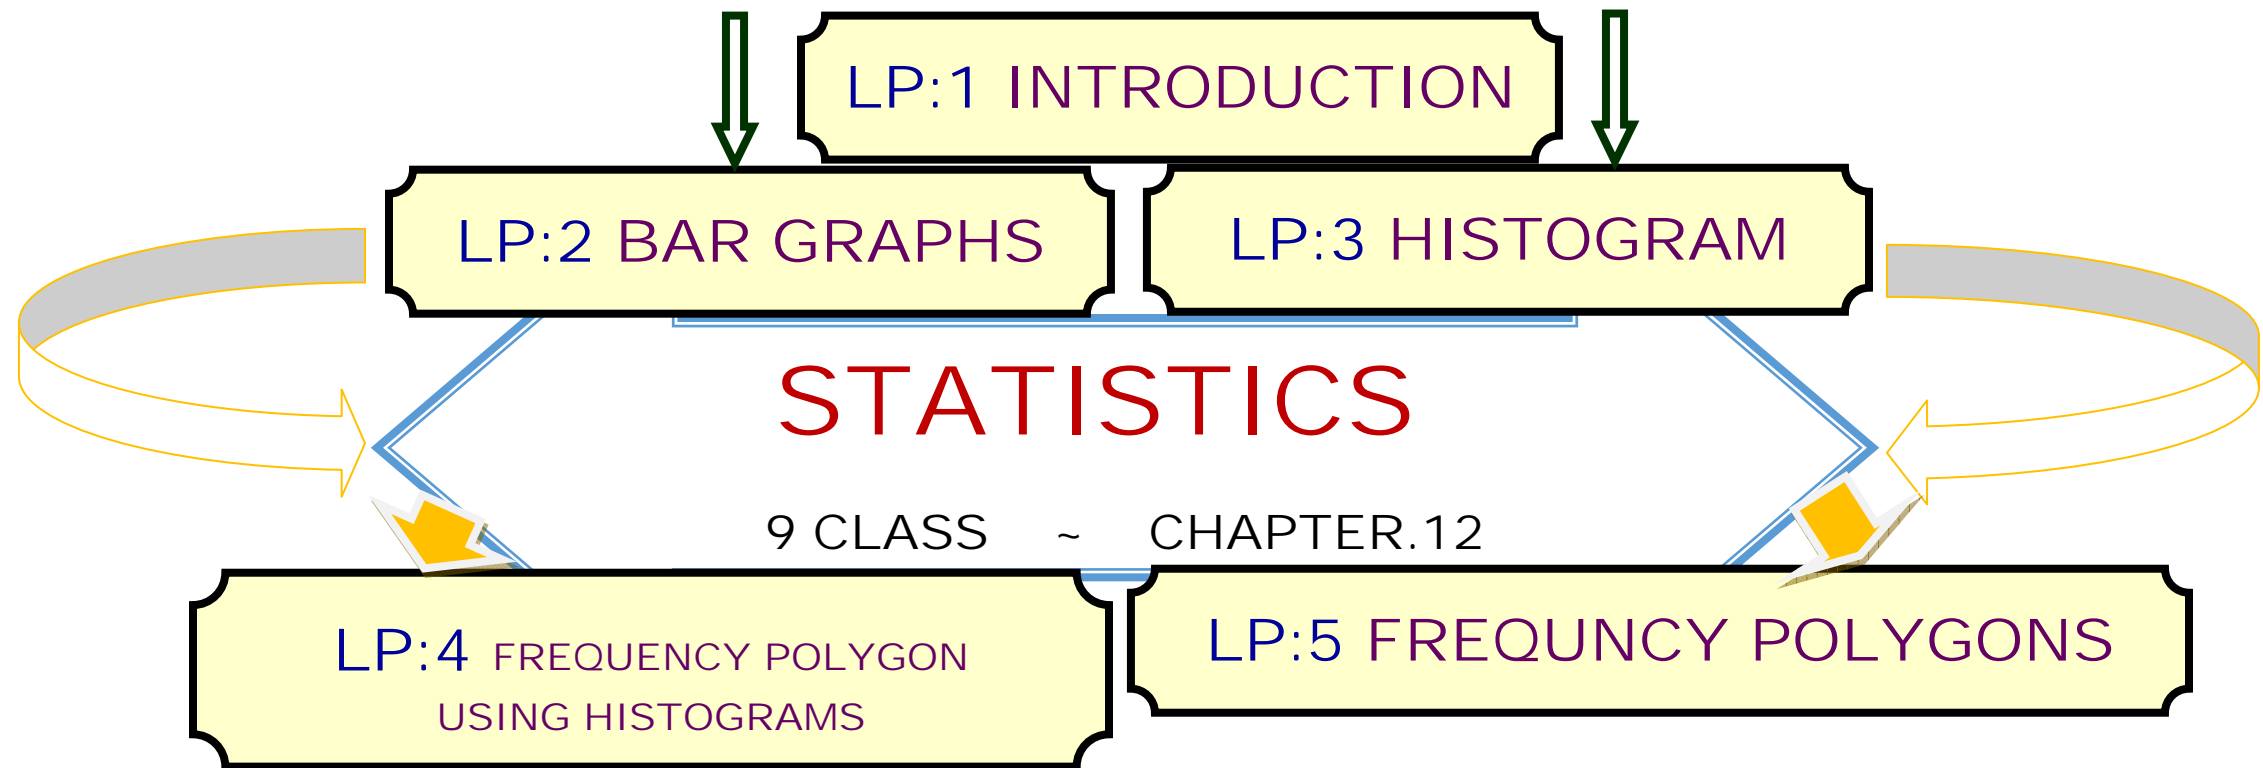 LP:1 INTRODUCTION
LP:2 BAR GRAPHS
LP:3 HISTOGRAM
STATISTICS
9 CLASS ~ CHAPTER.12
LP:4 FREQUENCY POLYGON
USING HISTOGRAMS
LP:5 FREQUNCY POLYGONS